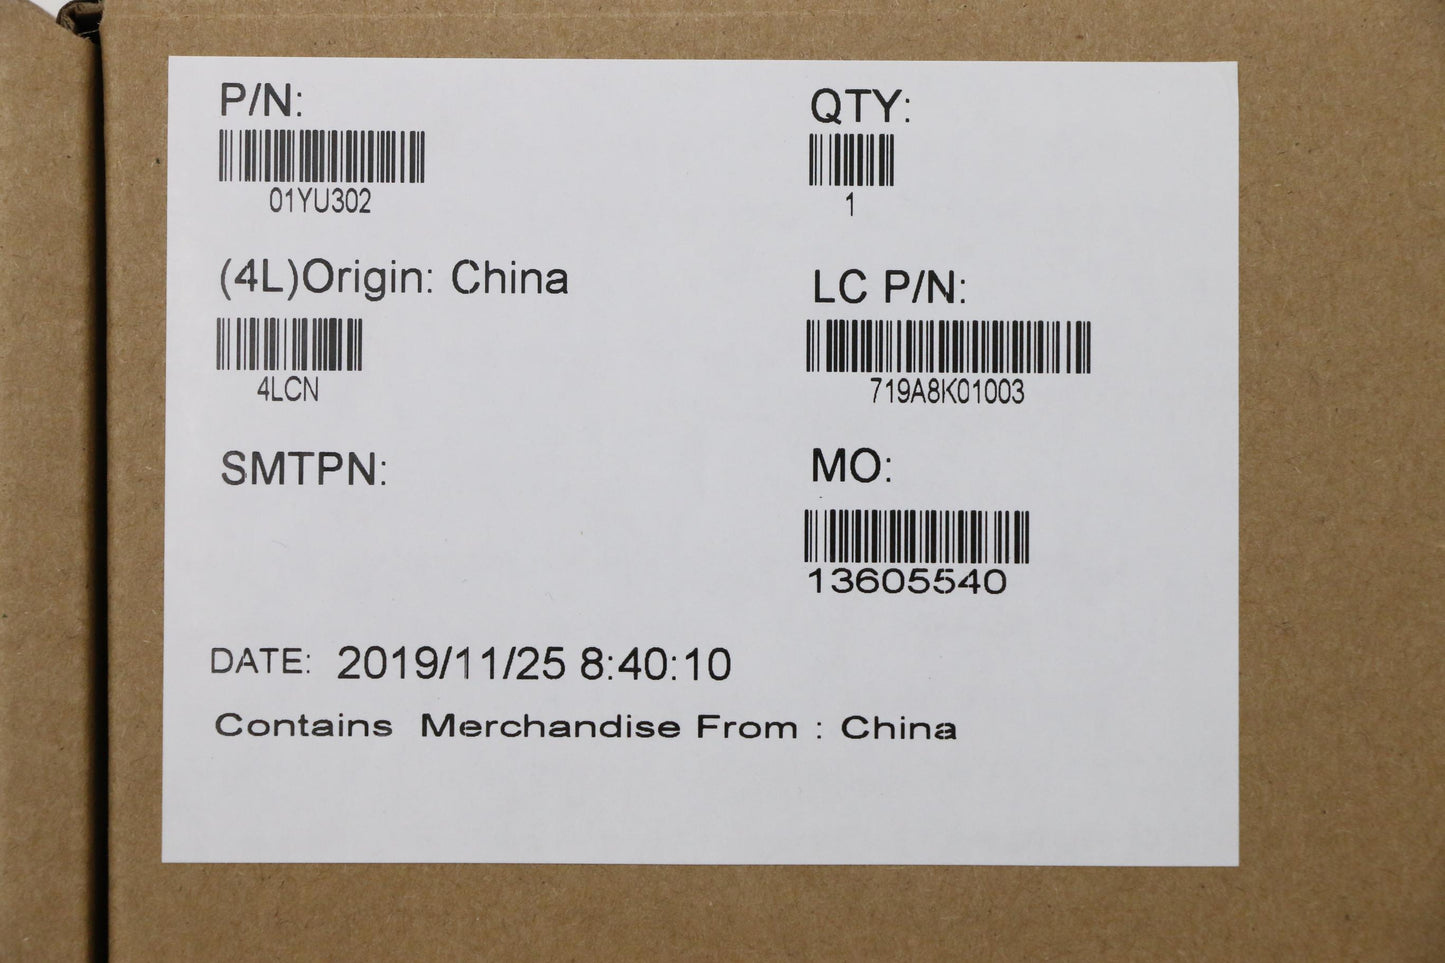 P/N:
01YU302
QTY:
1
(4L)Origin: China
4LCN
LC P/N:
719A8K01003
SMTPN:
MO:
13605540
DATE: 2019/11/25 8:40:10
Contains Merchandise From : China